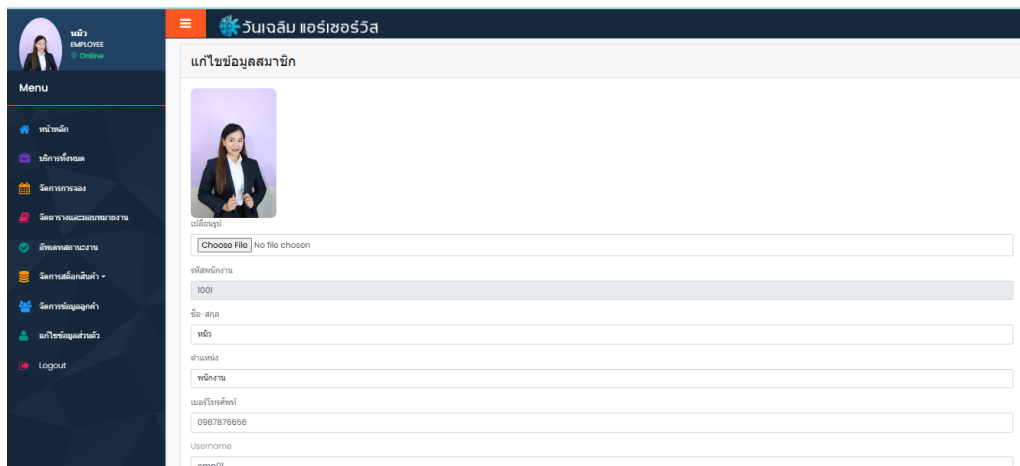 หมิว
EMPLOYEE
Online
วันเฉลิม แอร์เซอร์วิส
Menu
หน้าหลัก
บริการทั้งหมด
จัดการการจอง
จัดตารางและมอบหมายงาน
อัพเดทสถานะงาน
จัดการสต็อกสินค้า
จัดการข้อมูลลูกค้า
แก้ไขข้อมูลส่วนตัว
Logout
แก้ไขข้อมูลสมาชิก
เปลี่ยนรูป
Choose File No file chosen
รหัสพนักงาน
1001
ชื่อ-สกุล
หมิว
ตำแหน่ง
พนักงาน
เบอร์โทรศัพท์
0987876656
Username
emp01